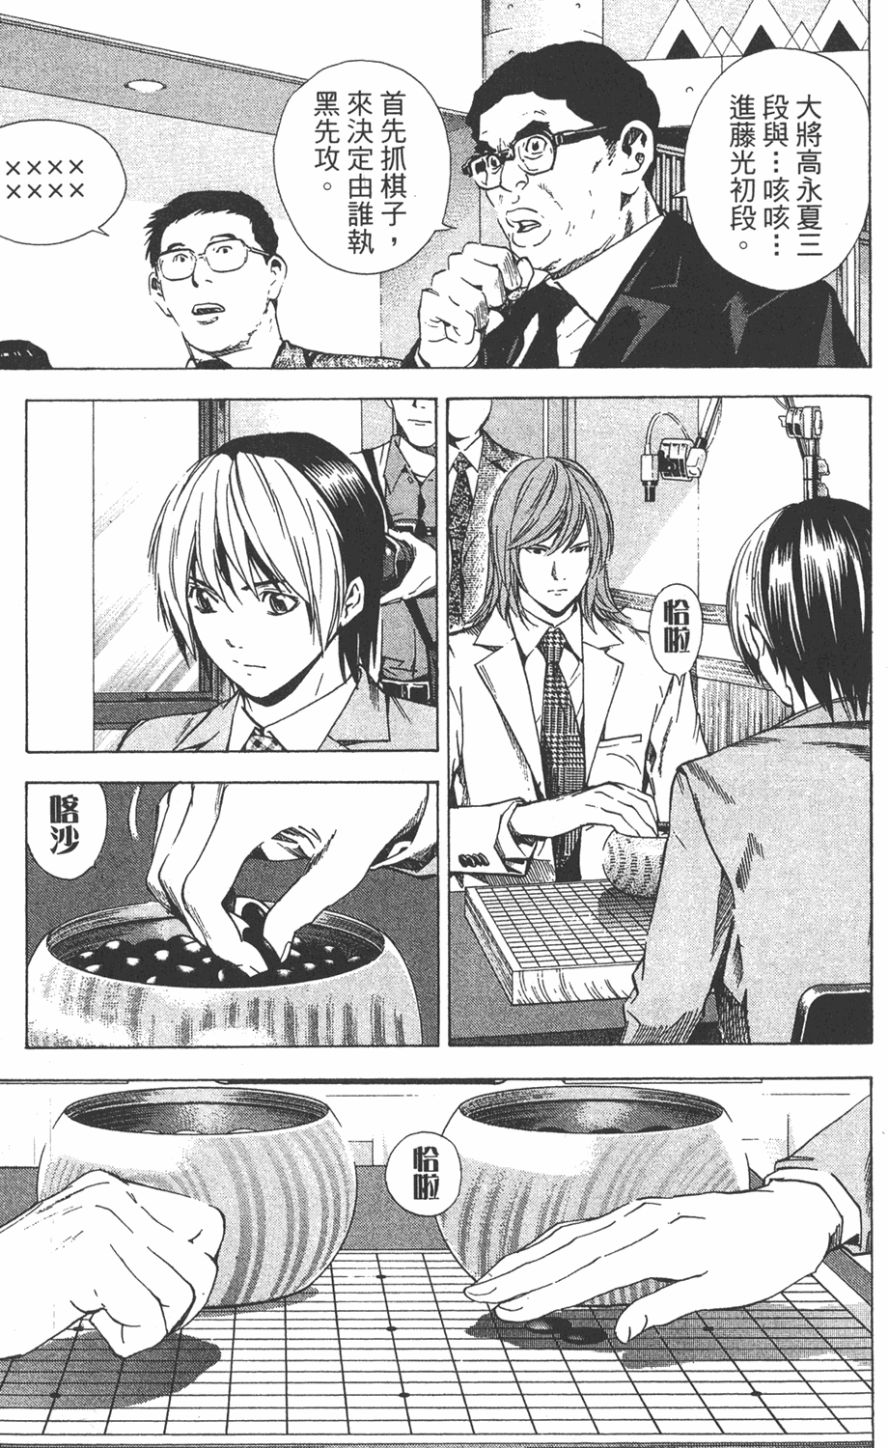 大將高永夏三
段與…咳咳…
進藤光初段。
首先抓棋子，
來決定由誰執
黑先攻。
××××
××××
恰啦
喀沙
恰啦